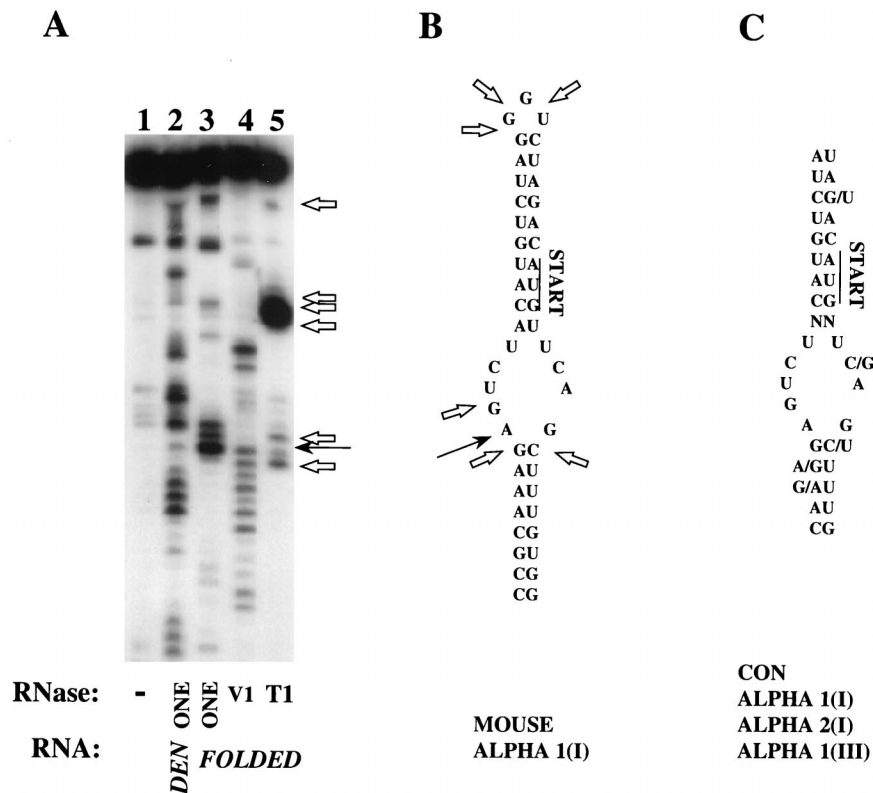 A
1 2 3 4 5
RNase: - ONE ONE V1 T1
RNA: DEN FOLDED
B
G
G U
GC
AU
UA
CG
UA
GC
UA
AU
CG
START
AU
U U
C C
U A
G
A G
GC
AU
AU
AU
CG
GU
CG
CG
MOUSE
ALPHA 1(I)
C
AU
UA
CG/U
UA
GC
UA
AU
CG
START
NN
U U
C C/G
U A
G
A G
GC/U
A/GU
G/AU
AU
CG
CON
ALPHA 1(I)
ALPHA 2(I)
ALPHA 1(III)